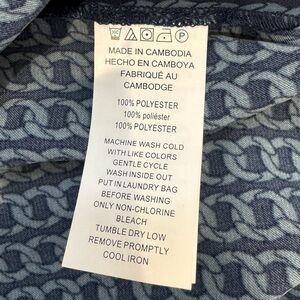 MADE IN CAMBODIA
HECHO EN CAMBOYA
FABRIQUÉ AU
CAMBODGE
100% POLYESTER
100% poliéster
100% POLYESTER
MACHINE WASH COLD
WITH LIKE COLORS
GENTLE CYCLE
WASH INSIDE OUT
PUT IN LAUNDRY BAG
BEFORE WASHING
ONLY NON-CHLORINE
BLEACH
TUMBLE DRY LOW
REMOVE PROMPTLY
COOL IRON